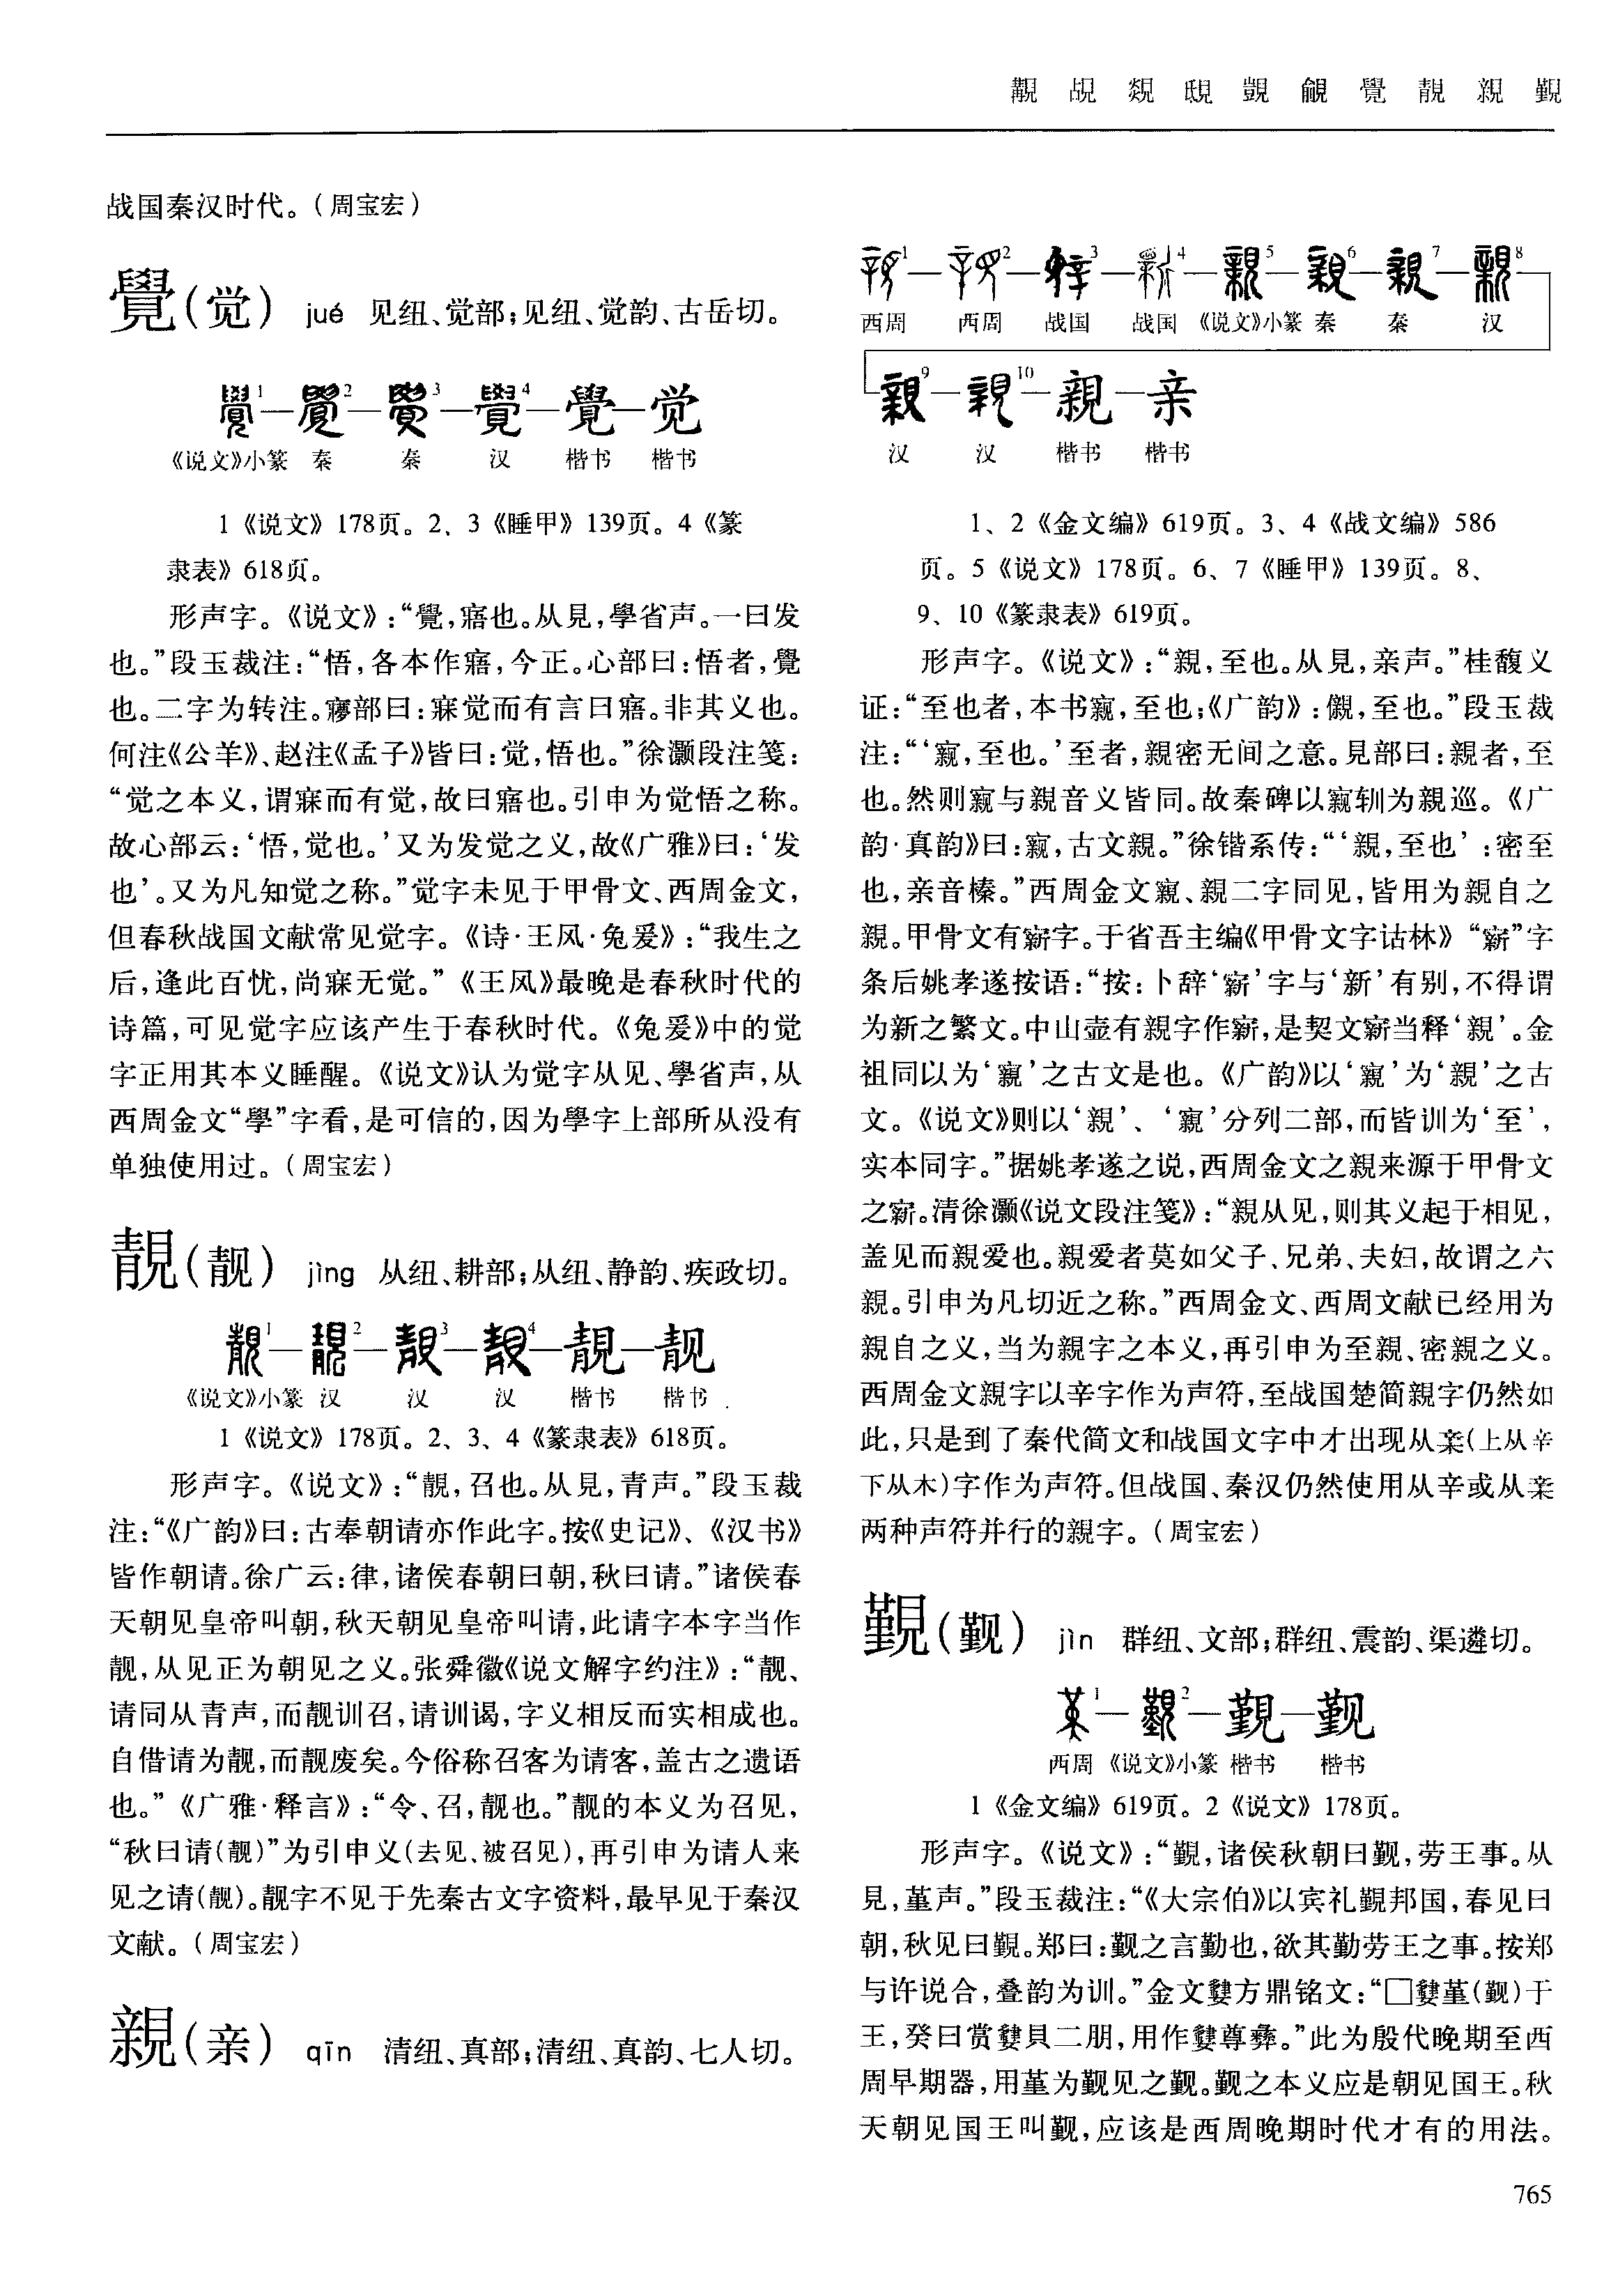 覺 靚 親 覲
战国秦汉时代。（周宝宏）
覺（觉） jué 见纽、觉部；见纽、觉韵、古岳切。
1 2 3 4
《说文》小篆 秦 秦 汉 楷书 楷书
1《说文》178页。2、3《睡甲》139页。4《篆
隶表》618页。
形声字。《说文》：“覺，寤也。从見，學省声。一曰发
也。”段玉裁注：“悟，各本作寤，今正。心部曰：悟者，覺
也。二字为转注。㝱部曰：寐觉而有言曰寤。非其义也。
何注《公羊》、赵注《孟子》皆曰：觉，悟也。”徐灏段注笺：
“觉之本义，谓寐而有觉，故曰寤也。引申为觉悟之称。
故心部云：‘悟，觉也。’又为发觉之义，故《广雅》曰：‘发
也’。又为凡知觉之称。”觉字未见于甲骨文、西周金文，
但春秋战国文献常见觉字。《诗·王风·兔爰》：“我生之
后，逢此百忧，尚寐无觉。”《王风》最晚是春秋时代的
诗篇，可见觉字应该产生于春秋时代。《兔爰》中的觉
字正用其本义睡醒。《说文》认为觉字从见、學省声，从
西周金文“學”字看，是可信的，因为學字上部所从没有
单独使用过。（周宝宏）
靚（靓） jìng 从纽、耕部；从纽、静韵、疾政切。
1 2 3 4 靚 靓
《说文》小篆 汉 汉 汉 楷书 楷书
1《说文》178页。2、3、4《篆隶表》618页。
形声字。《说文》：“靚，召也。从見，青声。”段玉裁
注：“《广韵》曰：古奉朝请亦作此字。按《史记》、《汉书》
皆作朝请。徐广云：律，诸侯春朝曰朝，秋曰请。”诸侯春
天朝见皇帝叫朝，秋天朝见皇帝叫请，此请字本字当作
靓，从见正为朝见之义。张舜徽《说文解字约注》：“靓、
请同从青声，而靓训召，请训谒，字义相反而实相成也。
自借请为靓，而靓废矣。今俗称召客为请客，盖古之遗语
也。”《广雅·释言》：“令、召，靓也。”靓的本义为召见，
“秋曰请（靓）”为引申义（去见、被召见），再引申为请人来
见之请（靓）。靓字不见于先秦古文字资料，最早见于秦汉
文献。（周宝宏）
親（亲） qīn 清纽、真部；清纽、真韵、七人切。
1 2 3 4 5 6 7 8
西周 西周 战国 战国 《说文》小篆 秦 秦 汉
9 10 親 亲
汉 汉 楷书 楷书
1、2《金文编》619页。3、4《战文编》586
页。5《说文》178页。6、7《睡甲》139页。8、
9、10《篆隶表》619页。
形声字。《说文》：“親，至也。从見，亲声。”桂馥义
证：“至也者，本书寴，至也；《广韵》：儭，至也。”段玉裁
注：“‘寴，至也。’至者，親密无间之意。見部曰：親者，至
也。然则寴与親音义皆同。故秦碑以寴轫为親巡。《广
韵·真韵》曰：寴，古文親。”徐锴系传：“‘親，至也’：密至
也，亲音榛。”西周金文寴、親二字同见，皆用为親自之
親。甲骨文有字。于省吾主编《甲骨文字诂林》“”字
条后姚孝遂按语：“按：卜辞‘’字与‘新’有别，不得谓
为新之繁文。中山壶有親字作，是契文当释‘親’。金
祖同以为‘寴’之古文是也。《广韵》以‘寴’为‘親’之古
文。《说文》则以‘親’、‘寴’分列二部，而皆训为‘至’，
实本同字。”据姚孝遂之说，西周金文之親来源于甲骨文
之。清徐灏《说文段注笺》：“親从见，则其义起于相见，
盖见而親爱也。親爱者莫如父子、兄弟、夫妇，故谓之六
親。引申为凡切近之称。”西周金文、西周文献已经用为
親自之义，当为親字之本义，再引申为至親、密親之义。
西周金文親字以辛字作为声符，至战国楚简親字仍然如
此，只是到了秦代简文和战国文字中才出现从亲（上从辛
下从木）字作为声符。但战国、秦汉仍然使用从辛或从亲
两种声符并行的親字。（周宝宏）
覲（觐） jìn 群纽、文部；群纽、震韵、渠遴切。
1 2 覲 觐
西周 《说文》小篆 楷书 楷书
1《金文编》619页。2《说文》178页。
形声字。《说文》：“覲，诸侯秋朝曰觐，劳王事。从
見，堇声。”段玉裁注：“《大宗伯》以宾礼覲邦国，春见曰
朝，秋见曰覲。郑曰：觐之言勤也，欲其勤劳王之事。按郑
与许说合，叠韵为训。”金文方鼎铭文：“□堇（觐）于
王，癸日赏貝二朋，用作尊彝。”此为殷代晚期至西
周早期器，用堇为觐见之觐。觐之本义应是朝见国王。秋
天朝见国王叫觐，应该是西周晚期时代才有的用法。
765